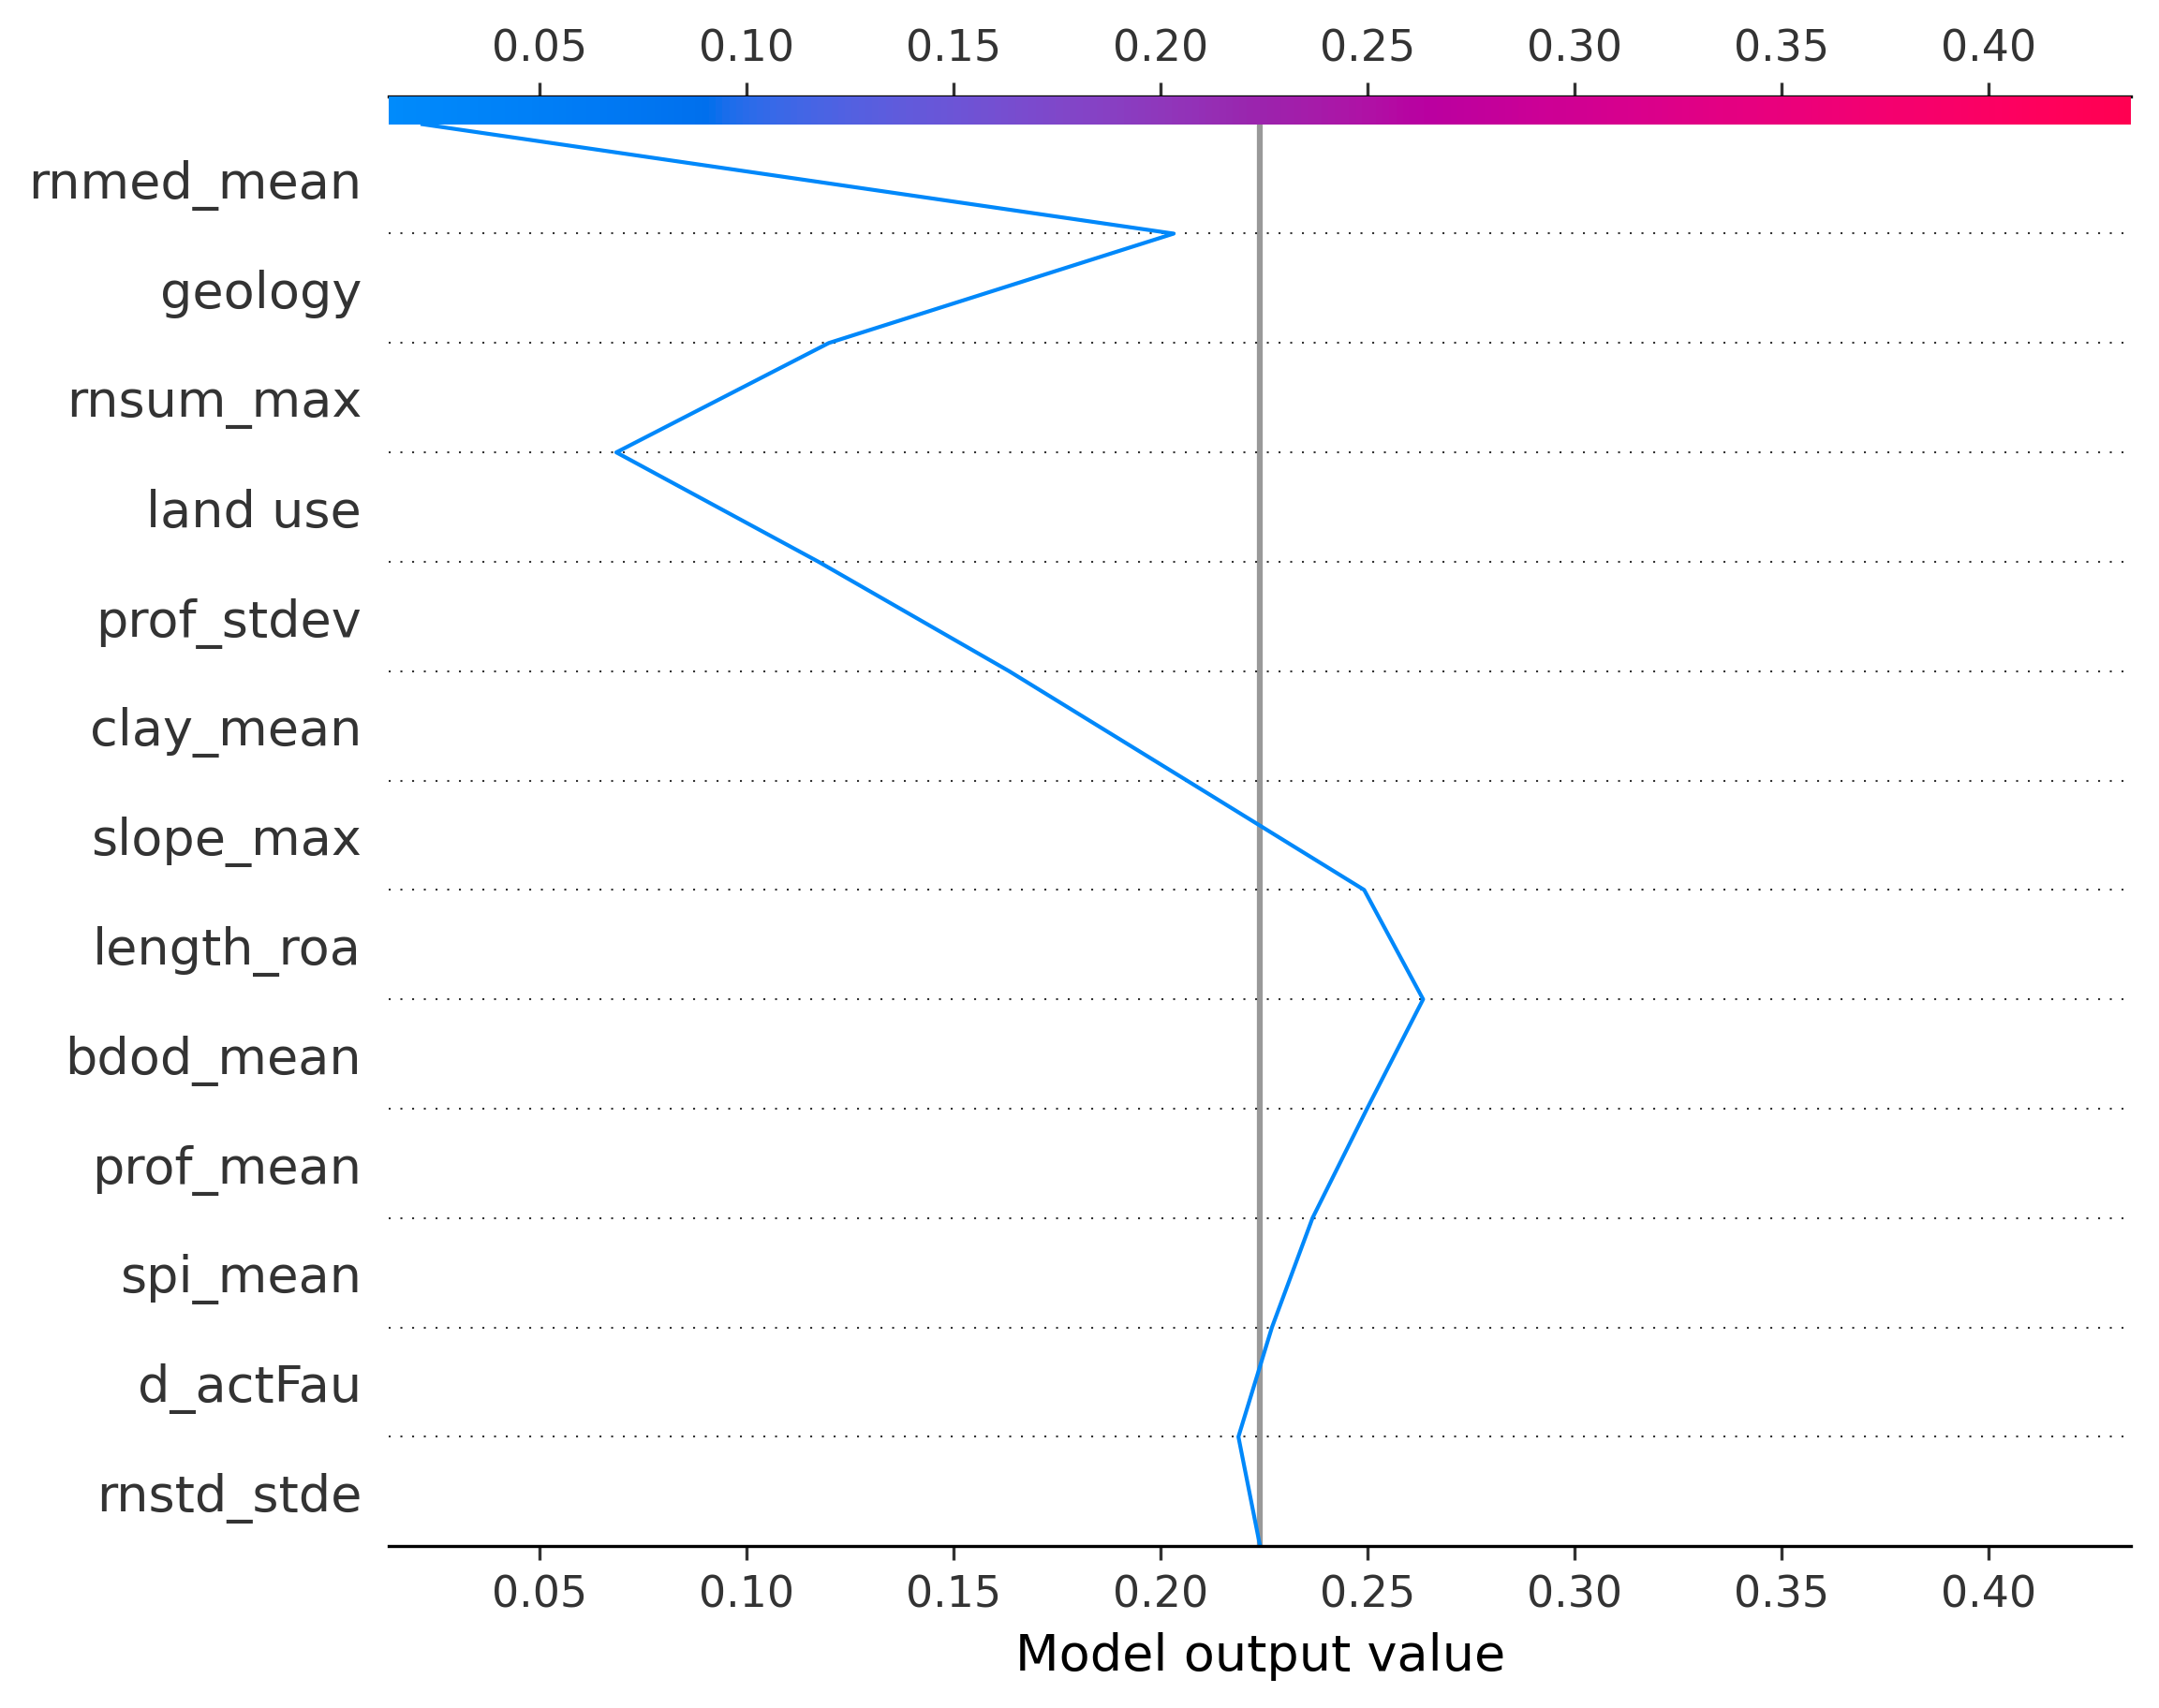 0.05 0.10 0.15 0.20 0.25 0.30 0.35 0.40
rnmed_mean
geology
rnsum_max
land use
prof_stdev
clay_mean
slope_max
length_roa
bdod_mean
prof_mean
spi_mean
d_actFau
rnstd_stde
0.05 0.10 0.15 0.20 0.25 0.30 0.35 0.40
Model output value